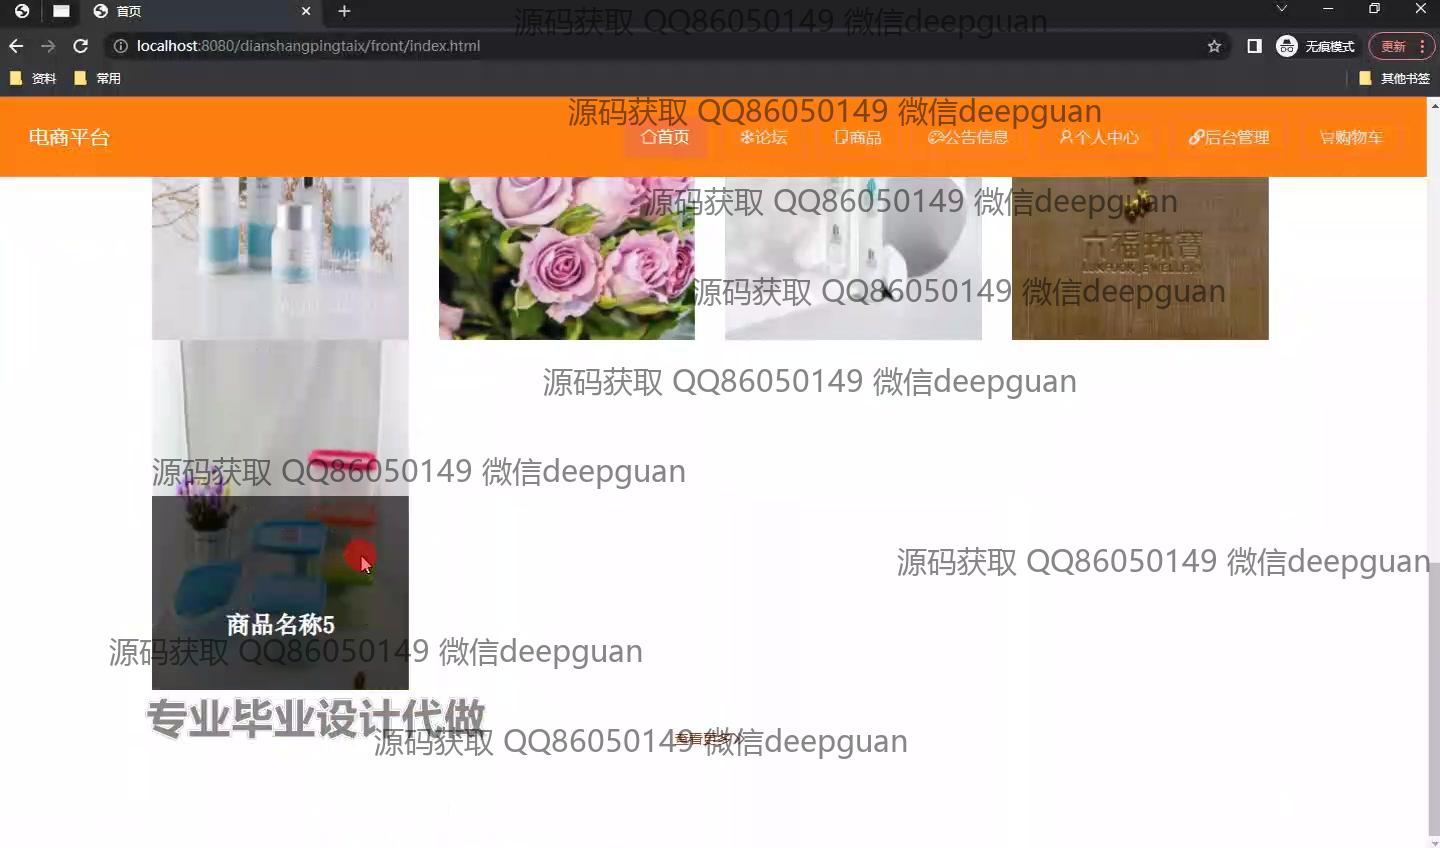 首页
源码获取 QQ86050149 微信deepguan
localhost:8080/dianshangpingtaix/front/index.html
无痕模式
更新
资料
常用
其他书签
源码获取 QQ86050149 微信deepguan
电商平台
首页
论坛
商品
公告信息
个人中心
后台管理
购物车
源码获取 QQ86050149 微信deepguan
六福珠寶
LUKFOOK JEWELLERY
源码获取 QQ86050149 微信deepguan
源码获取 QQ86050149 微信deepguan
源码获取 QQ86050149 微信deepguan
源码获取 QQ86050149 微信deepguan
商品名称5
源码获取 QQ86050149 微信deepguan
专业毕业设计代做
查看更多
源码获取 QQ86050149 微信deepguan